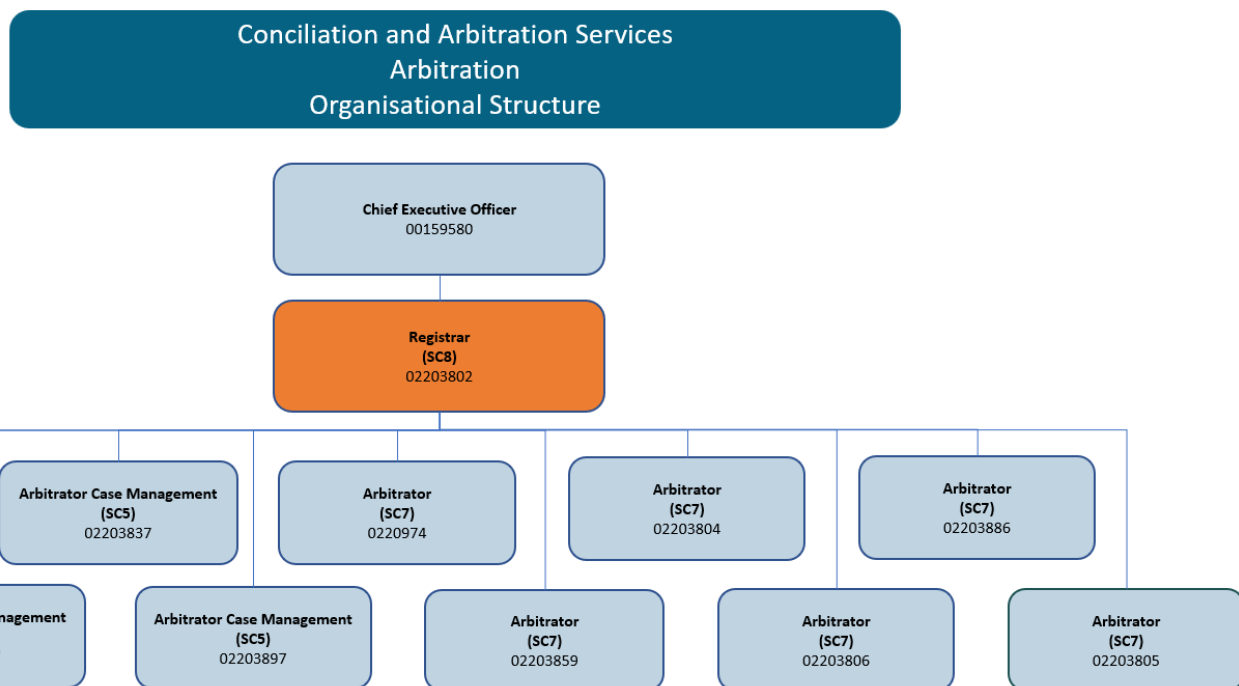 Conciliation and Arbitration Services
Arbitration
Organisational Structure
Chief Executive Officer
00159580
Registrar
(SC8)
02203802
Arbitrator Case Management
(SC5)
02203837
Arbitrator
(SC7)
0220974
Arbitrator
(SC7)
02203804
Arbitrator
(SC7)
02203886
Arbitrator Case Management
(SC5)
02203897
Arbitrator
(SC7)
02203859
Arbitrator
(SC7)
02203806
Arbitrator
(SC7)
02203805